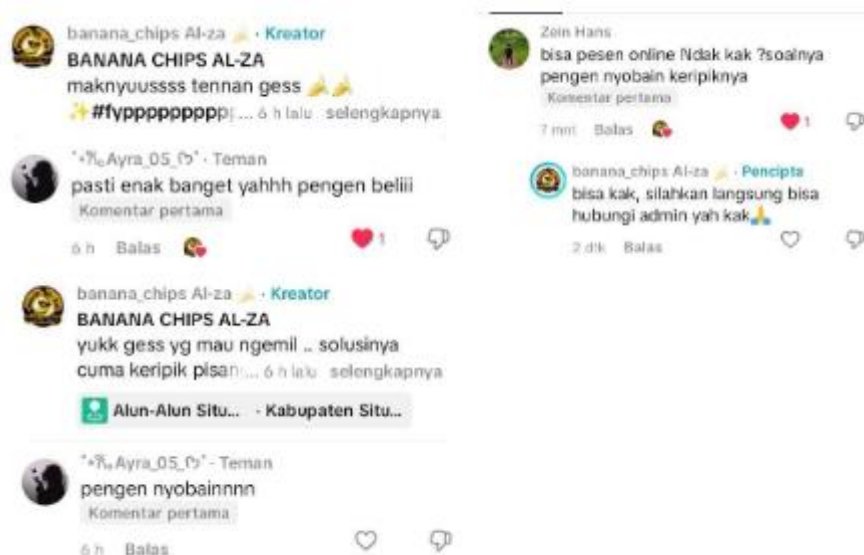 banana_chips Al-za 🍌 · Kreator
BANANA CHIPS AL-ZA
maknyuussss tennan gess 🍌🍌
✨#fyppppppppp... 6 h lalu selengkapnya
Ayra_05_ · Teman
pasti enak banget yahhh pengen beliii
Komentar pertama
6 h Balas
1
banana_chips Al-za 🍌 · Kreator
BANANA CHIPS AL-ZA
yukk gess yg mau ngemil .. solusinya
cuma keripik pisan... 6 h lalu selengkapnya
Alun-Alun Situ... · Kabupaten Situ...
Ayra_05_ · Teman
pengen nyobainnnn
Komentar pertama
6 h Balas
Zein Hans
bisa pesen online Ndak kak ?soalnya
pengen nyobain keripiknya
Komentar pertama
7 mnt Balas
1
banana_chips Al-za 🍌 · Pencipta
bisa kak, silahkan langsung bisa
hubungi admin yah kak🙏
2 dtk Balas